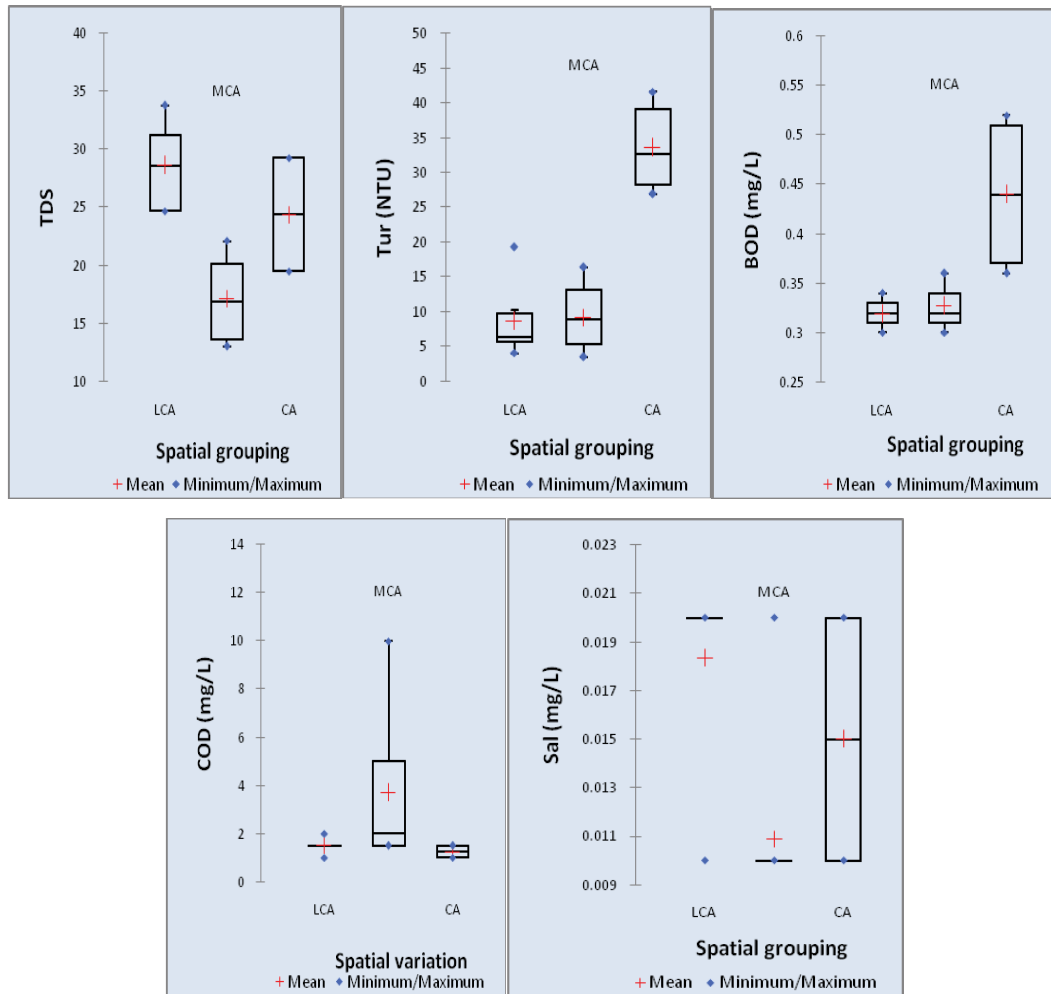 40
35
30
25
20
15
10
TDS
MCA
LCA
CA
Spatial grouping
Mean Minimum/Maximum
50
45
40
35
30
25
20
15
10
5
0
Tur (NTU)
MCA
LCA
CA
Spatial grouping
Mean Minimum/Maximum
0.6
0.55
0.5
0.45
0.4
0.35
0.3
0.25
BOD (mg/L)
MCA
LCA
CA
Spatial grouping
Mean Minimum/Maximum
14
12
10
8
6
4
2
0
COD (mg/L)
MCA
LCA
CA
Spatial variation
Mean Minimum/Maximum
0.023
0.021
0.019
0.017
0.015
0.013
0.011
0.009
Sal (mg/L)
MCA
LCA
CA
Spatial grouping
Mean Minimum/Maximum